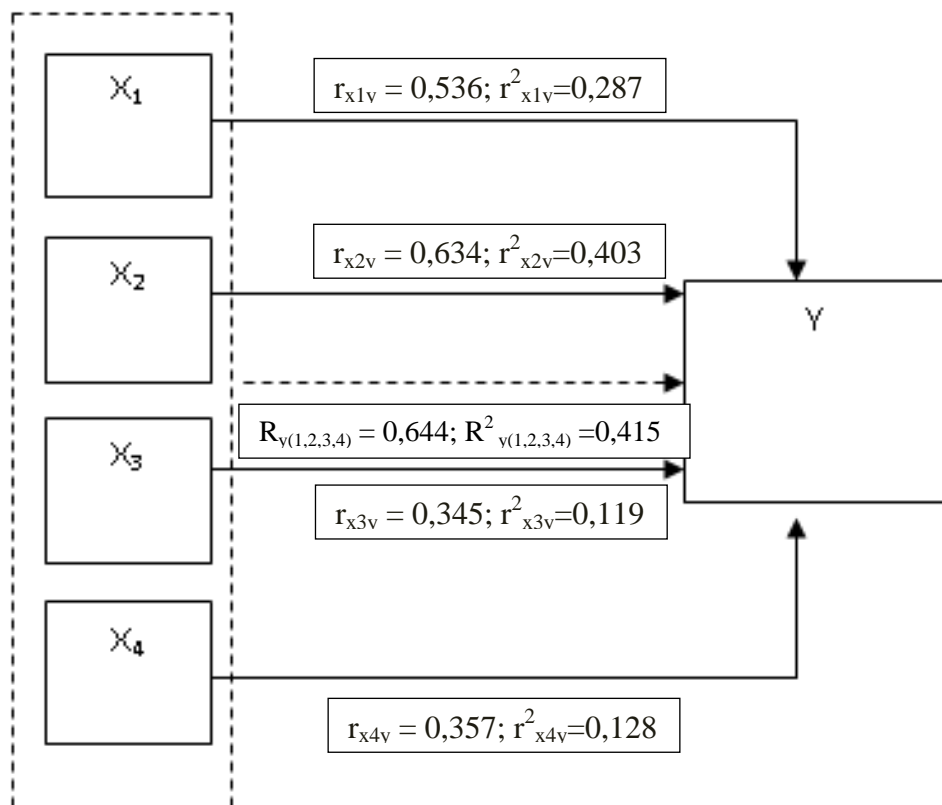 X₁
r_x1y = 0,536; r²_x1y=0,287
X₂
r_x2y = 0,634; r²_x2y=0,403
Y
R_y(1,2,3,4) = 0,644; R²_y(1,2,3,4) =0,415
X₃
r_x3y = 0,345; r²_x3y=0,119
X₄
r_x4y = 0,357; r²_x4y=0,128